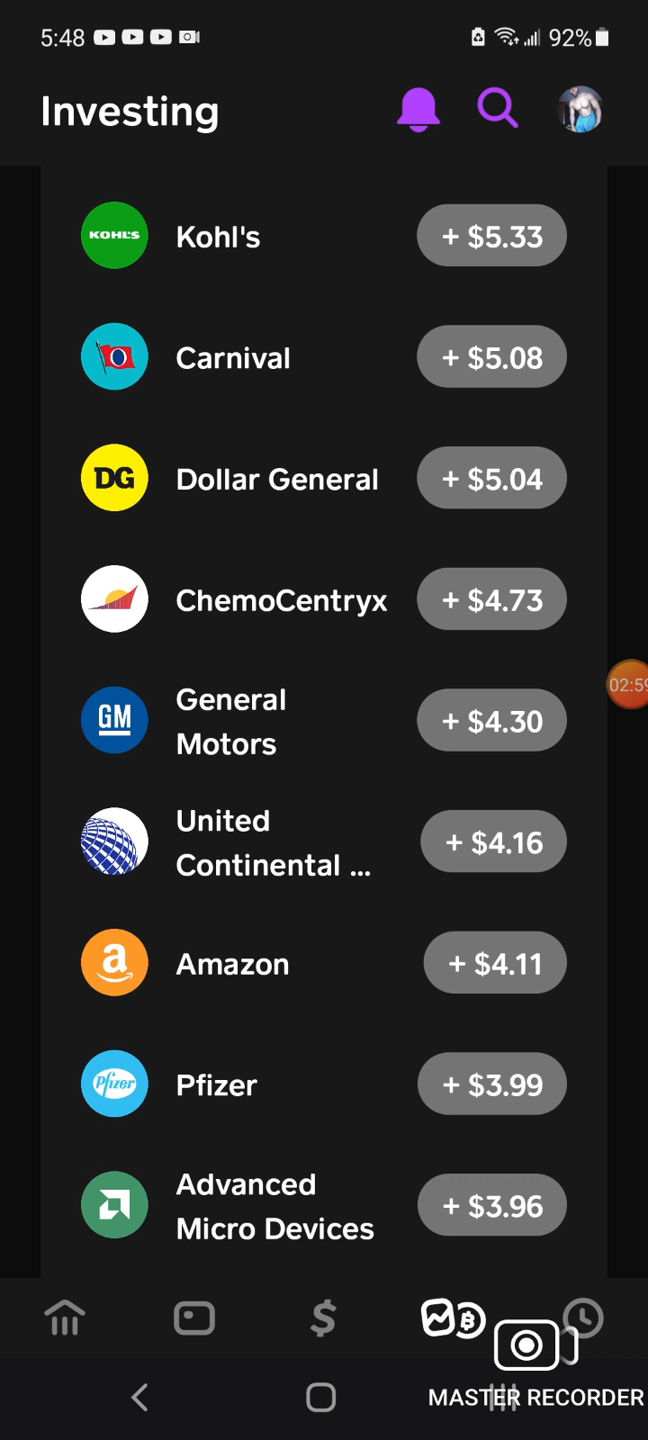 5:48 92%
Investing
KOHL'S Kohl's + $5.33
Carnival + $5.08
DG Dollar General + $5.04
ChemoCentryx + $4.73
GM General
Motors + $4.30
United
Continental ... + $4.16
a Amazon + $4.11
Pfizer Pfizer + $3.99
Advanced
Micro Devices + $3.96
02:59
$
MASTER RECORDER